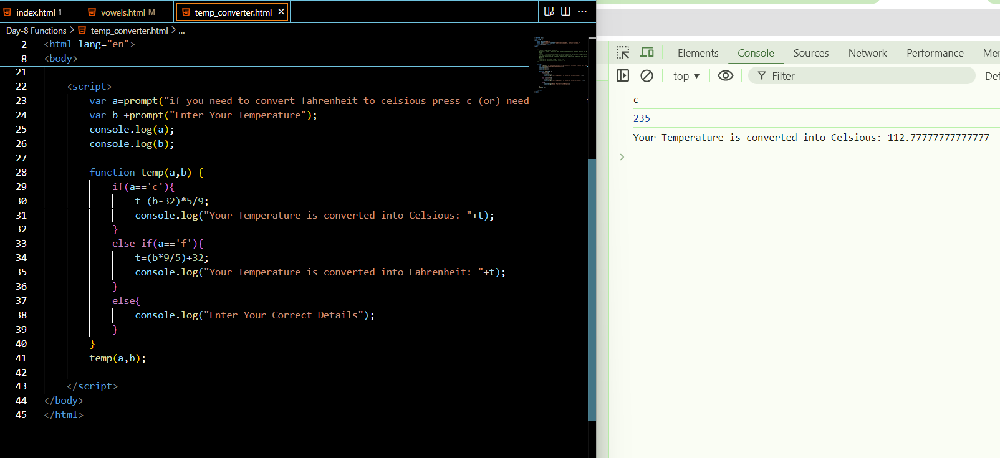 index.html 1
vowels.html M
temp_converter.html
Day-8 Functions > temp_converter.html > ...
2 <html lang="en">
8 <body>
21
22 <script>
23 var a=prompt("if you need to convert fahrenheit to celsious press c (or) need
24 var b=+prompt("Enter Your Temperature");
25 console.log(a);
26 console.log(b);
27
28 function temp(a,b) {
29 if(a=='c'){
30 t=(b-32)*5/9;
31 console.log("Your Temperature is converted into Celsious: "+t);
32 }
33 else if(a=='f'){
34 t=(b*9/5)+32;
35 console.log("Your Temperature is converted into Fahrenheit: "+t);
36 }
37 else{
38 console.log("Enter Your Correct Details");
39 }
40 }
41 temp(a,b);
42
43 </script>
44 </body>
45 </html>
Elements Console Sources Network Performance Mer
top Filter Def
c
235
Your Temperature is converted into Celsious: 112.77777777777777